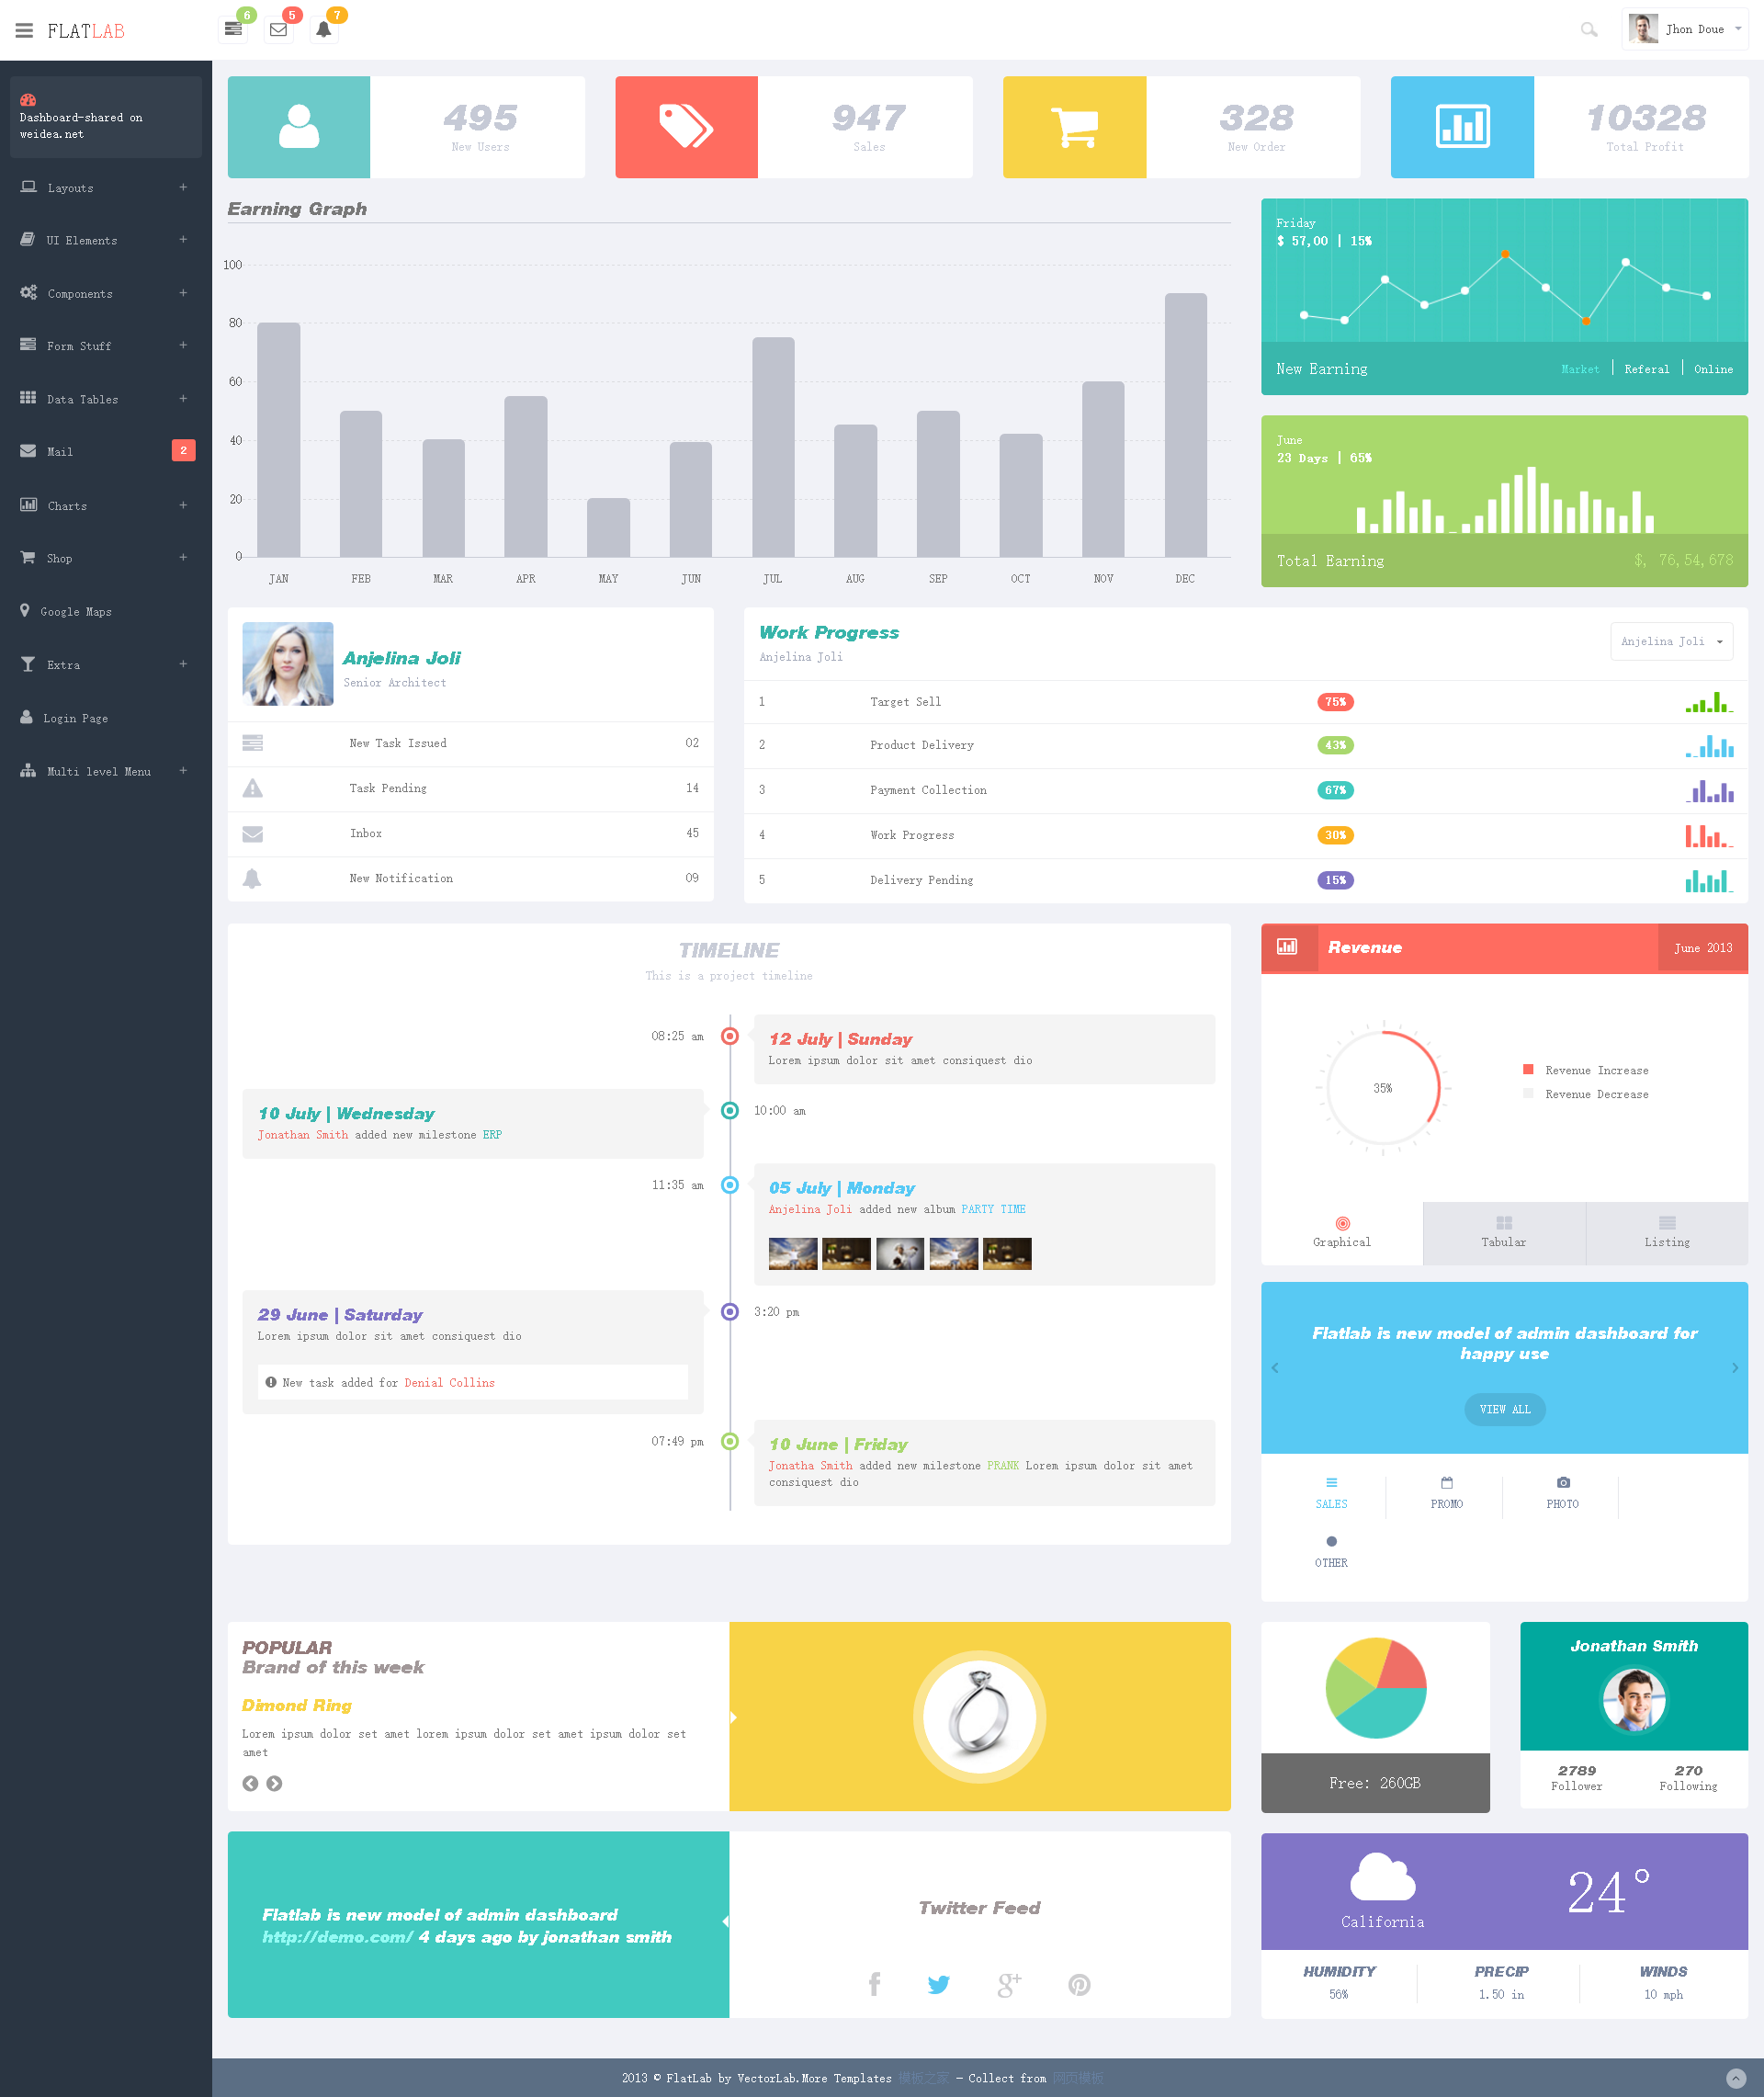 FLATLAB
6
5
7
Jhon Doue
Dashboard-shared on
weidea.net
Layouts
UI Elements
Components
Form Stuff
Data Tables
Mail
2
Charts
Shop
Google Maps
Extra
Login Page
Multi level Menu
495
New Users
947
Sales
328
New Order
10328
Total Profit
Earning Graph
100
80
60
40
20
0
JAN FEB MAR APR MAY JUN JUL AUG SEP OCT NOV DEC
Friday
$ 57,00 | 15%
New Earning
Market | Referal | Online
June
23 Days | 65%
Total Earning
$, 76,54,678
Anjelina Joli
Senior Architect
New Task Issued 02
Task Pending 14
Inbox 45
New Notification 09
Work Progress
Anjelina Joli
Anjelina Joli
1 Target Sell 75%
2 Product Delivery 43%
3 Payment Collection 67%
4 Work Progress 30%
5 Delivery Pending 15%
TIMELINE
This is a project timeline
08:25 am
12 July | Sunday
Lorem ipsum dolor sit amet consiquest dio
10 July | Wednesday
Jonathan Smith added new milestone ERP
10:00 am
11:35 am
05 July | Monday
Anjelina Joli added new album PARTY TIME
29 June | Saturday
Lorem ipsum dolor sit amet consiquest dio
New task added for Denial Collins
3:20 pm
07:49 pm
10 June | Friday
Jonatha Smith added new milestone PRANK Lorem ipsum dolor sit amet
consiquest dio
Revenue
June 2013
35%
Revenue Increase
Revenue Decrease
Graphical
Tabular
Listing
Flatlab is new model of admin dashboard for
happy use
VIEW ALL
SALES
PROMO
PHOTO
OTHER
POPULAR
Brand of this week
Dimond Ring
Lorem ipsum dolor set amet lorem ipsum dolor set amet ipsum dolor set
amet
Free: 260GB
Jonathan Smith
2789
Follower
270
Following
Flatlab is new model of admin dashboard
http://demo.com/ 4 days ago by jonathan smith
Twitter Feed
California
24°
HUMIDITY
56%
PRECIP
1.50 in
WINDS
10 mph
2013 © FlatLab by VectorLab.More Templates 模板之家 - Collect from 网页模板